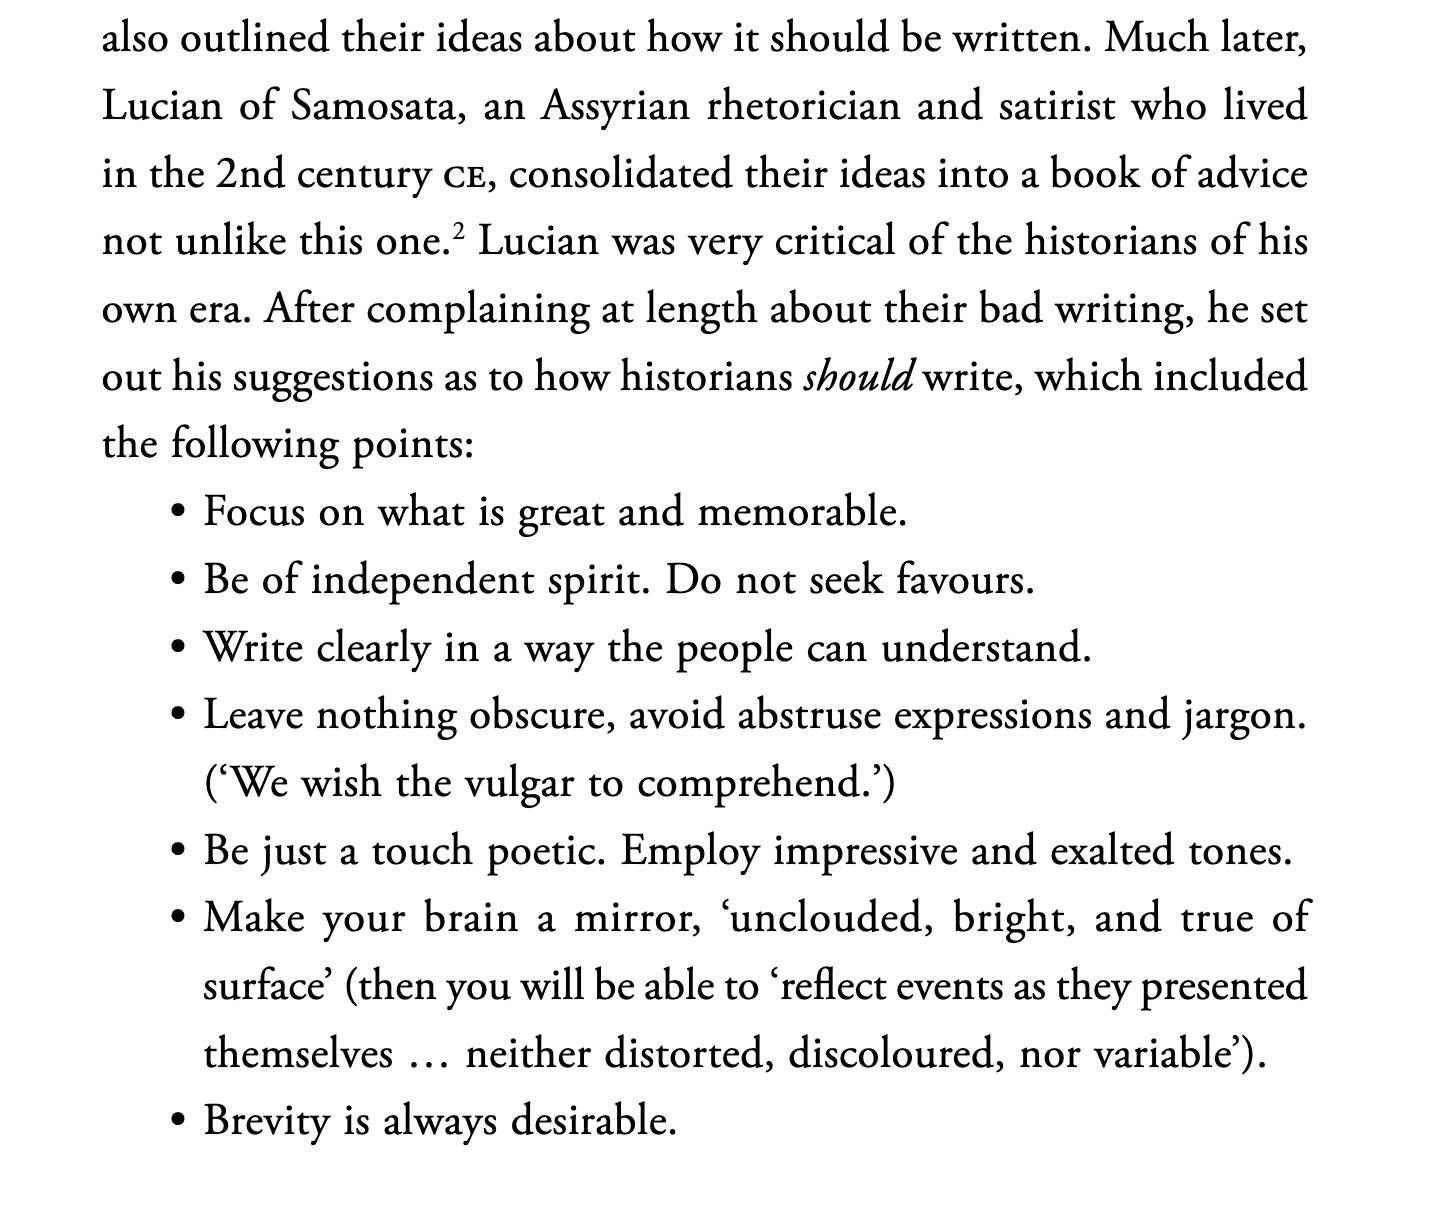 also outlined their ideas about how it should be written. Much later,
Lucian of Samosata, an Assyrian rhetorician and satirist who lived
in the 2nd century CE, consolidated their ideas into a book of advice
not unlike this one.² Lucian was very critical of the historians of his
own era. After complaining at length about their bad writing, he set
out his suggestions as to how historians should write, which included
the following points:
• Focus on what is great and memorable.
• Be of independent spirit. Do not seek favours.
• Write clearly in a way the people can understand.
• Leave nothing obscure, avoid abstruse expressions and jargon.
(‘We wish the vulgar to comprehend.’)
• Be just a touch poetic. Employ impressive and exalted tones.
• Make your brain a mirror, ‘unclouded, bright, and true of
surface’ (then you will be able to ‘reflect events as they presented
themselves … neither distorted, discoloured, nor variable’).
• Brevity is always desirable.